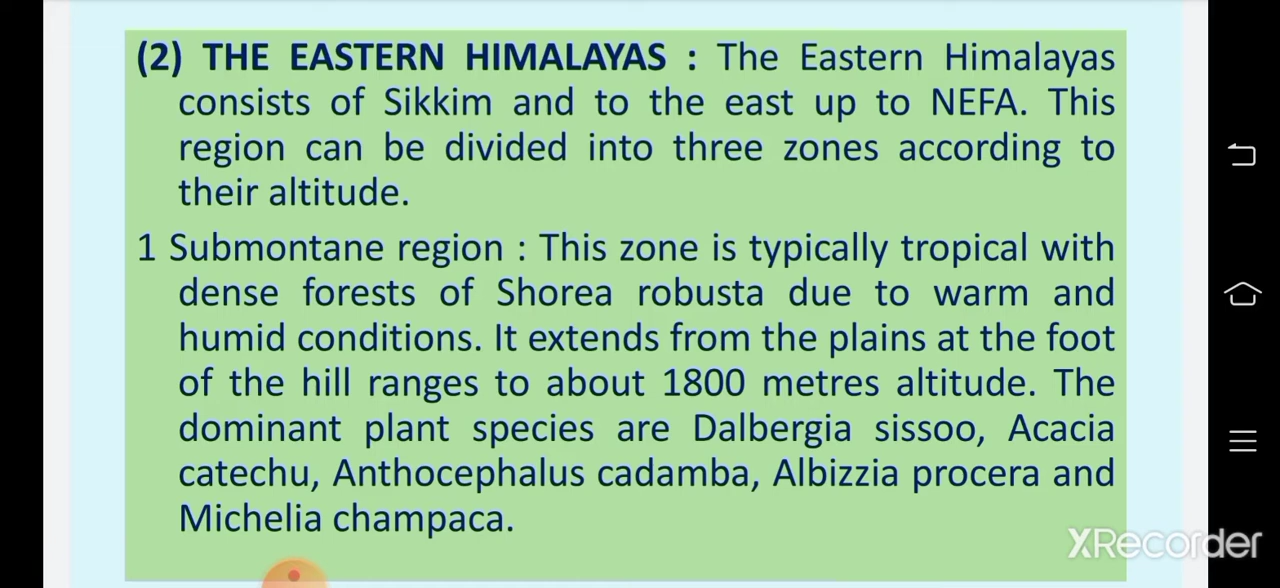 (2) THE EASTERN HIMALAYAS : The Eastern Himalayas
consists of Sikkim and to the east up to NEFA. This
region can be divided into three zones according to
their altitude.
1 Submontane region : This zone is typically tropical with
dense forests of Shorea robusta due to warm and
humid conditions. It extends from the plains at the foot
of the hill ranges to about 1800 metres altitude. The
dominant plant species are Dalbergia sissoo, Acacia
catechu, Anthocephalus cadamba, Albizzia procera and
Michelia champaca.
XRecorder